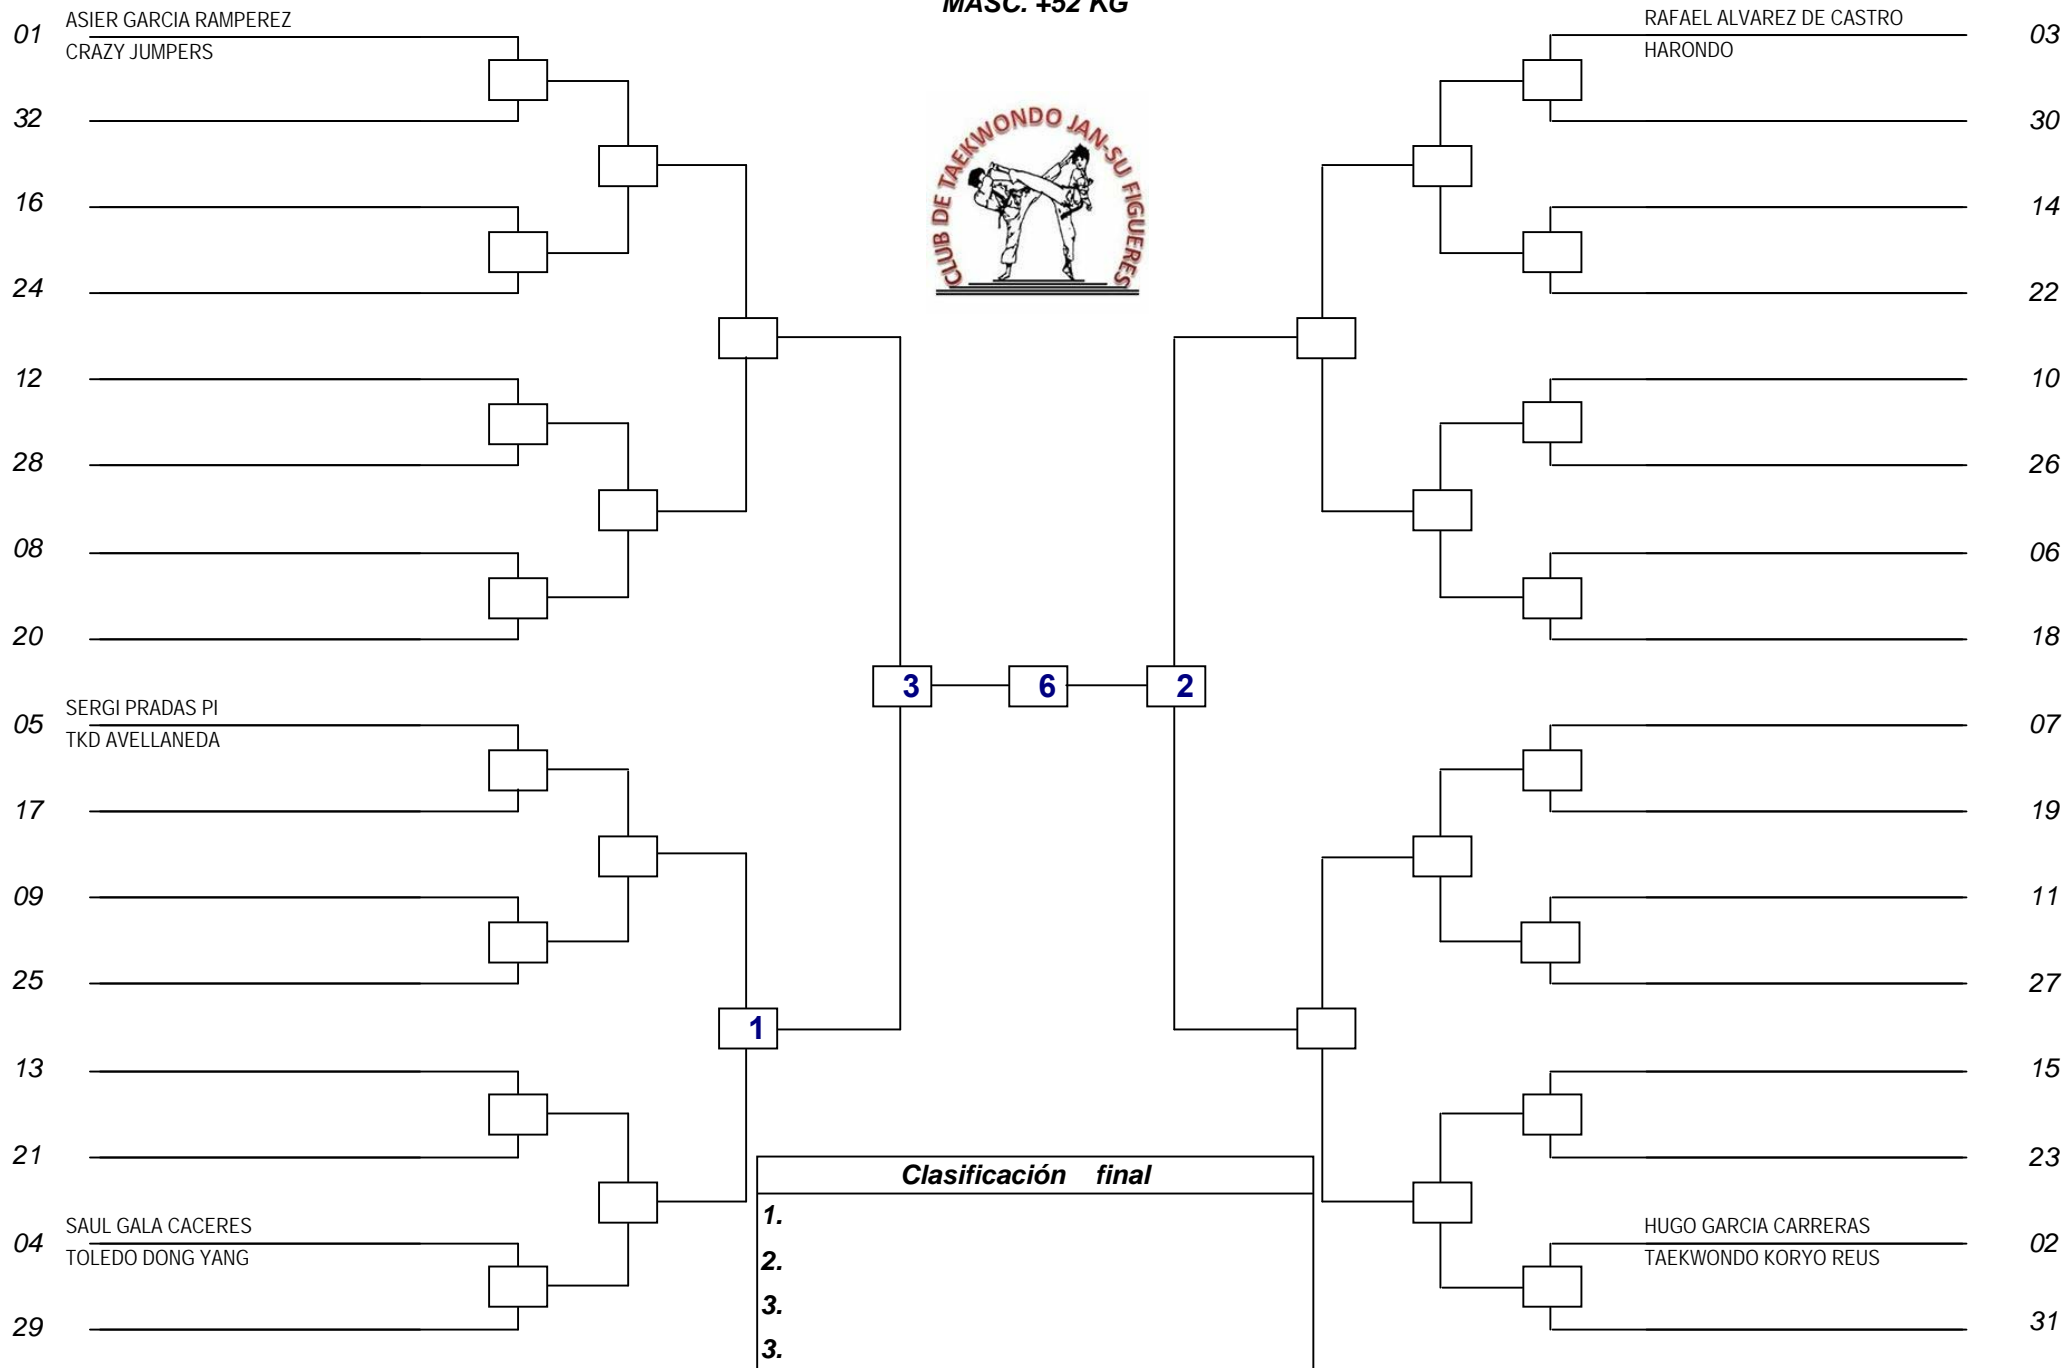 MASC. +52 KG
01 ASIER GARCIA RAMPEREZ
CRAZY JUMPERS
32
16
24
12
28
08
20
05 SERGI PRADAS PI
TKD AVELLANEDA
17
09
25
13
21
04 SAUL GALA CACERES
TOLEDO DONG YANG
29
CLUB DE TAEKWONDO JAN-SU FIGUERES
3 6 2
1
RAFAEL ALVAREZ DE CASTRO 03
HARONDO
30
14
22
10
26
06
18
07
19
11
27
15
23
HUGO GARCIA CARRERAS 02
TAEKWONDO KORYO REUS
31
Clasificación final
1.
2.
3.
3.